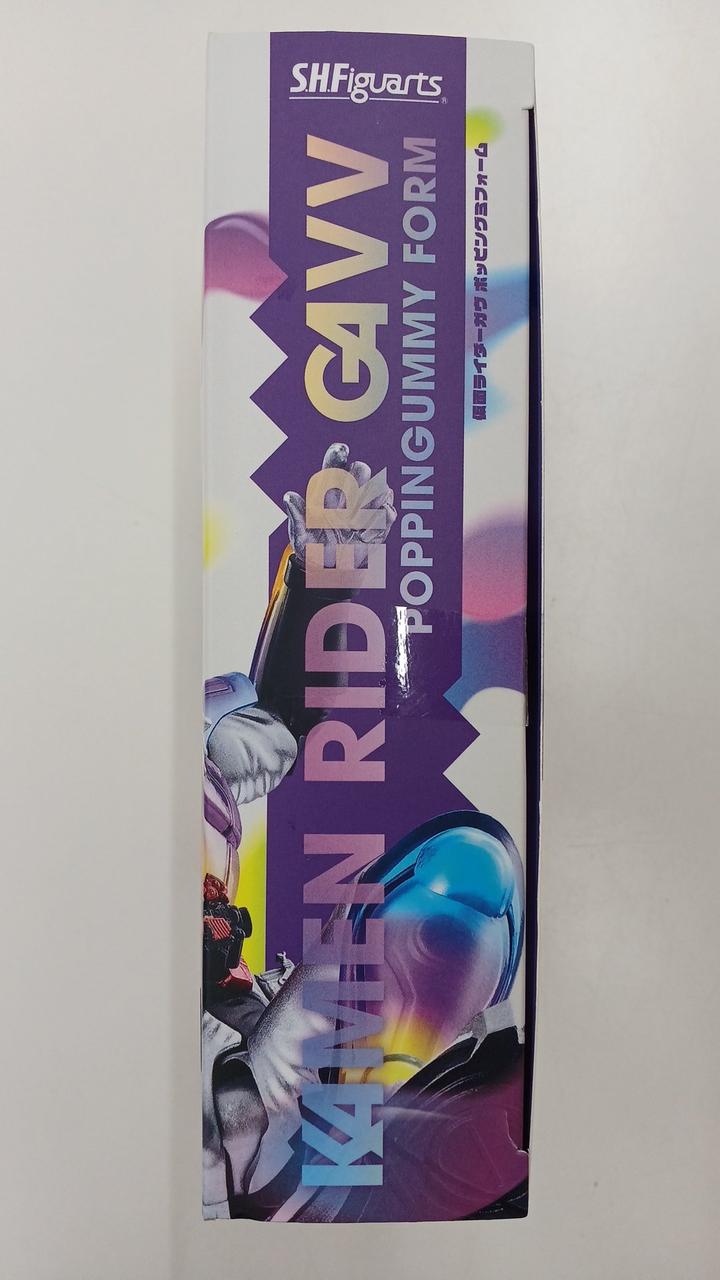 S.H.Figuarts®
KAMEN RIDER GAVV
POPPINGUMMY FORM
仮面ライダーガヴ ポッピングミフォーム